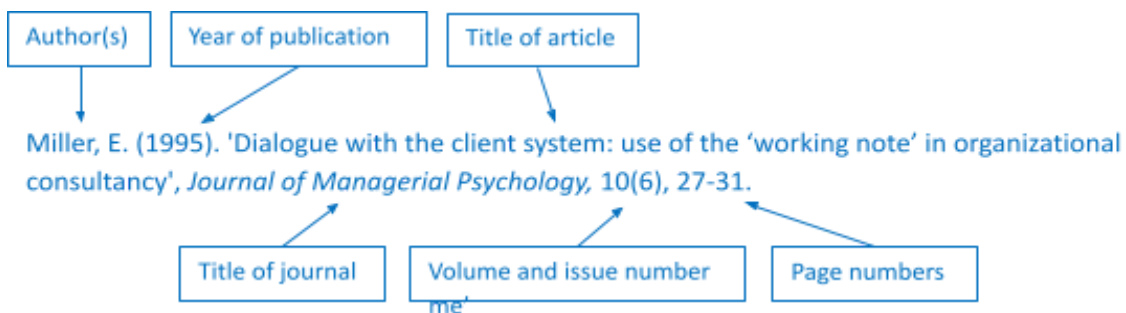 Author(s) Year of publication Title of article
Miller, E. (1995). 'Dialogue with the client system: use of the ‘working note’ in organizational
consultancy', Journal of Managerial Psychology, 10(6), 27-31.
Title of journal Volume and issue number Page numbers
me’